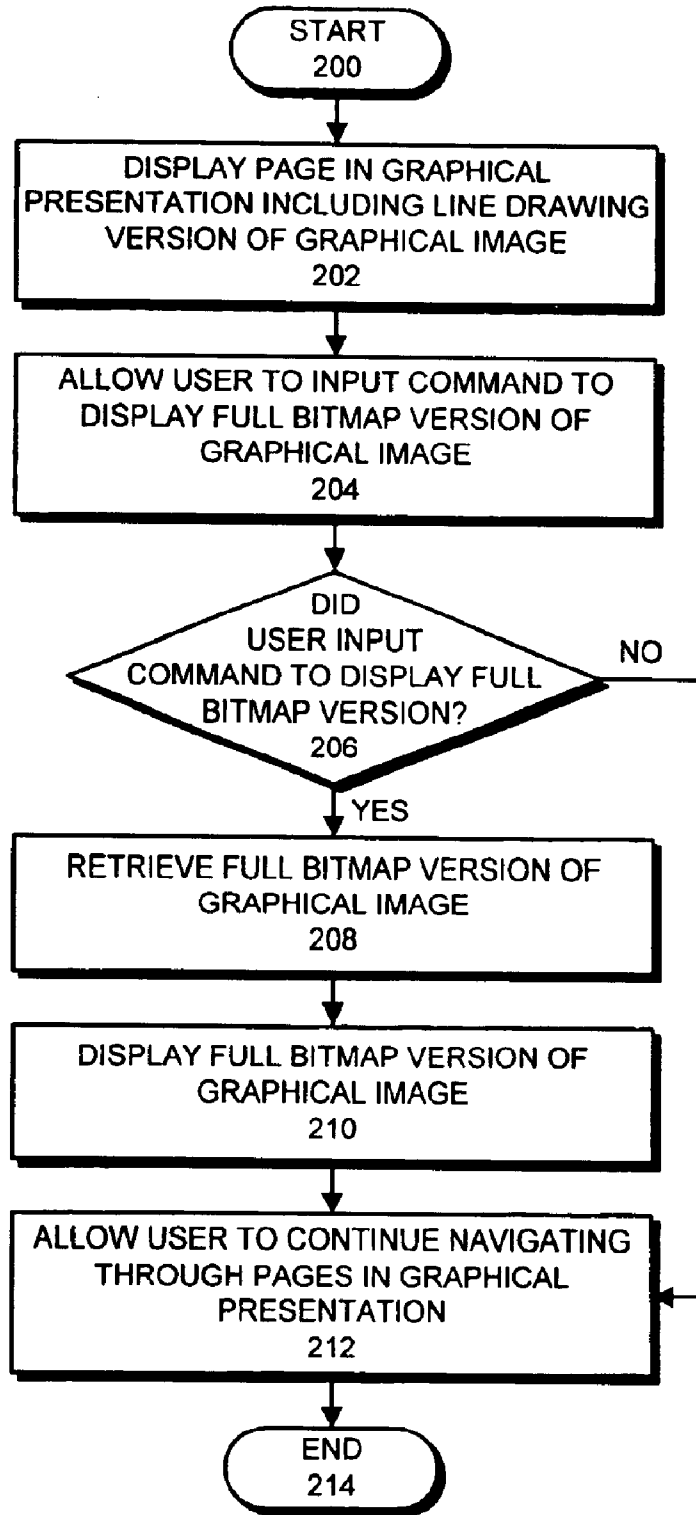 START
200
DISPLAY PAGE IN GRAPHICAL
PRESENTATION INCLUDING LINE DRAWING
VERSION OF GRAPHICAL IMAGE
202
ALLOW USER TO INPUT COMMAND TO
DISPLAY FULL BITMAP VERSION OF
GRAPHICAL IMAGE
204
DID
USER INPUT
COMMAND TO DISPLAY FULL
BITMAP VERSION?
206
NO
YES
RETRIEVE FULL BITMAP VERSION OF
GRAPHICAL IMAGE
208
DISPLAY FULL BITMAP VERSION OF
GRAPHICAL IMAGE
210
ALLOW USER TO CONTINUE NAVIGATING
THROUGH PAGES IN GRAPHICAL
PRESENTATION
212
END
214